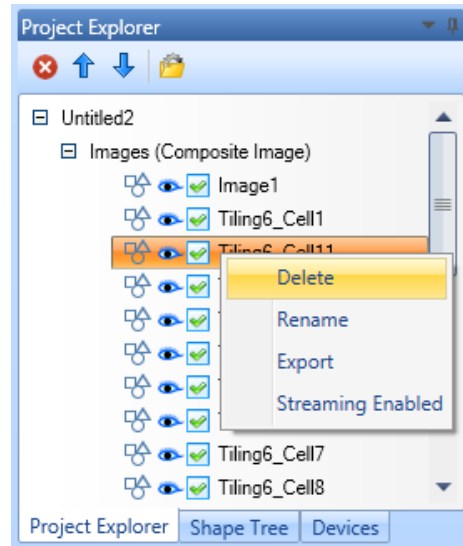 Project Explorer
Untitled2
Images (Composite Image)
Image1
Tiling6_Cell1
Tiling6_Cell11
Delete
Rename
Export
Streaming Enabled
Tiling6_Cell7
Tiling6_Cell8
Project Explorer Shape Tree Devices